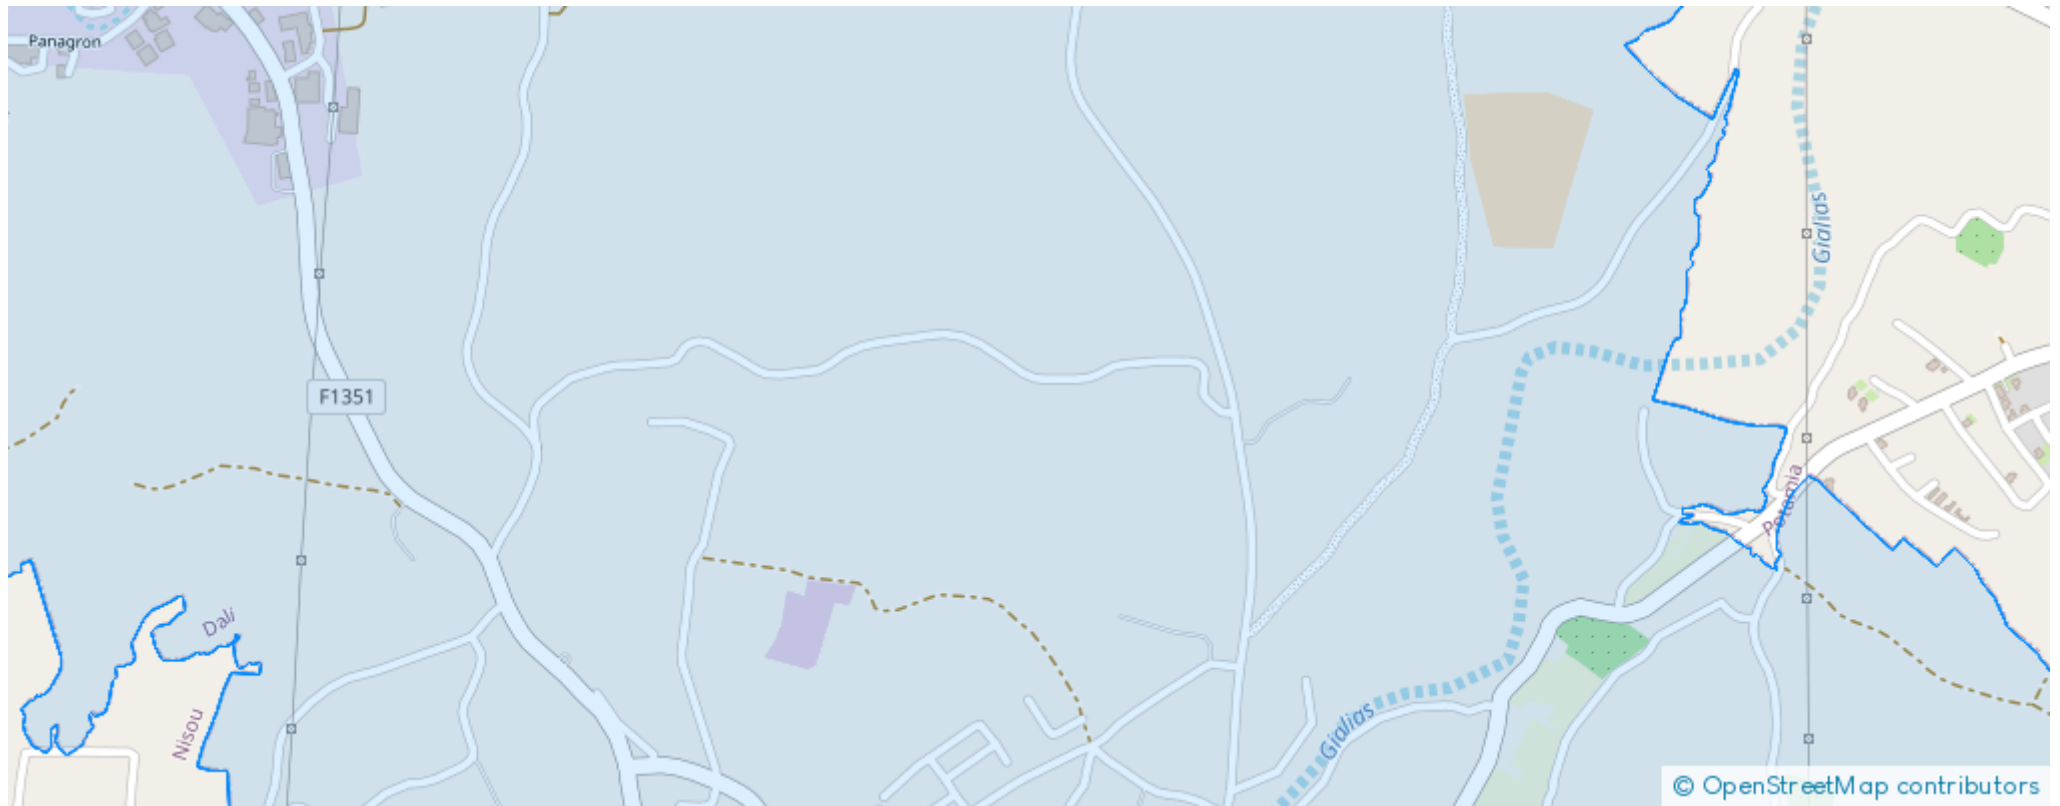 Panagron
Gialias
F1351
Potamia
Dali
Nisou
Gialias
© OpenStreetMap contributors